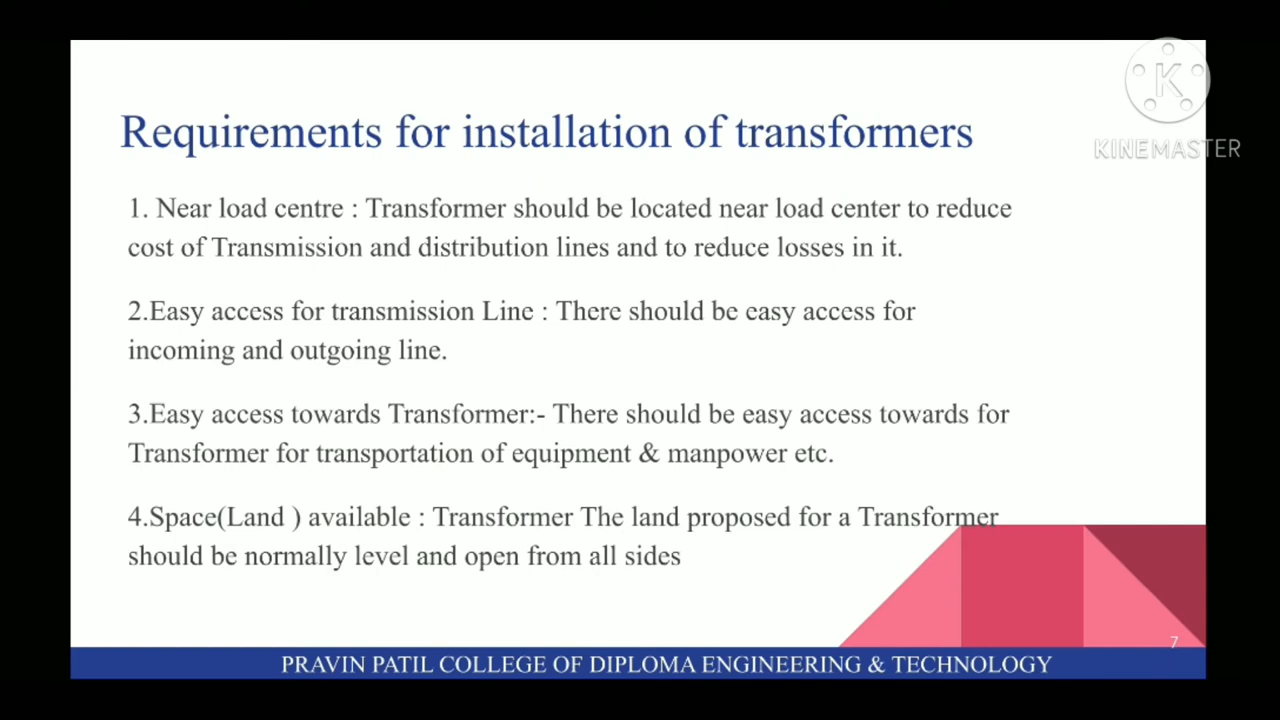 K
KINEMASTER
Requirements for installation of transformers
1. Near load centre : Transformer should be located near load center to reduce
cost of Transmission and distribution lines and to reduce losses in it.
2.Easy access for transmission Line : There should be easy access for
incoming and outgoing line.
3.Easy access towards Transformer:- There should be easy access towards for
Transformer for transportation of equipment & manpower etc.
4.Space(Land ) available : Transformer The land proposed for a Transformer
should be normally level and open from all sides
7
PRAVIN PATIL COLLEGE OF DIPLOMA ENGINEERING & TECHNOLOGY